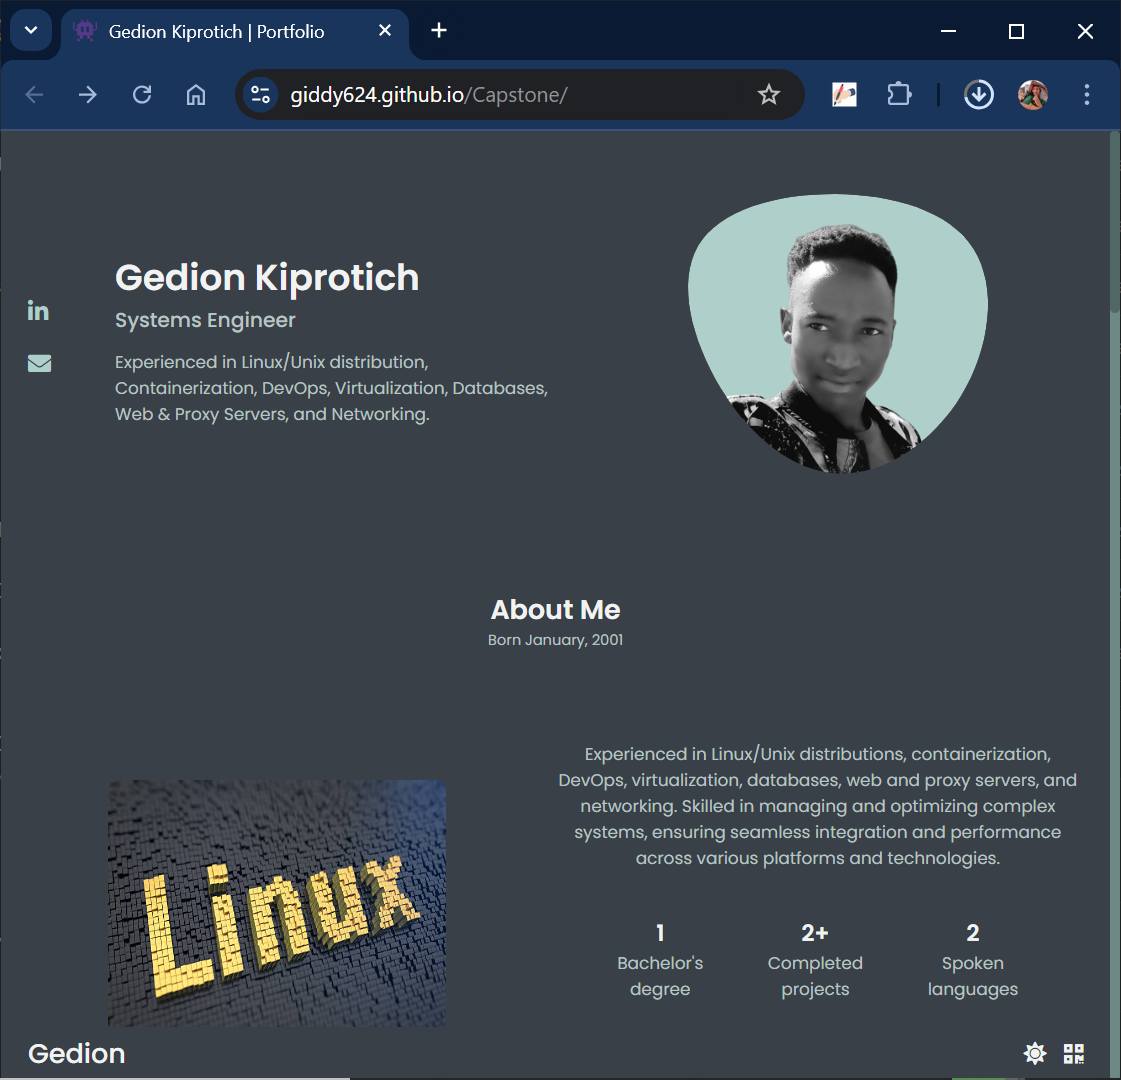 Gedion Kiprotich | Portfolio
giddy624.github.io/Capstone/
Gedion Kiprotich
in
Systems Engineer
Experienced in Linux/Unix distribution,
Containerization, DevOps, Virtualization, Databases,
Web & Proxy Servers, and Networking.
About Me
Born January, 2001
Experienced in Linux/Unix distributions, containerization,
DevOps, virtualization, databases, web and proxy servers, and
networking. Skilled in managing and optimizing complex
systems, ensuring seamless integration and performance
across various platforms and technologies.
Linux
1
Bachelor's
degree
2+
Completed
projects
2
Spoken
languages
Gedion